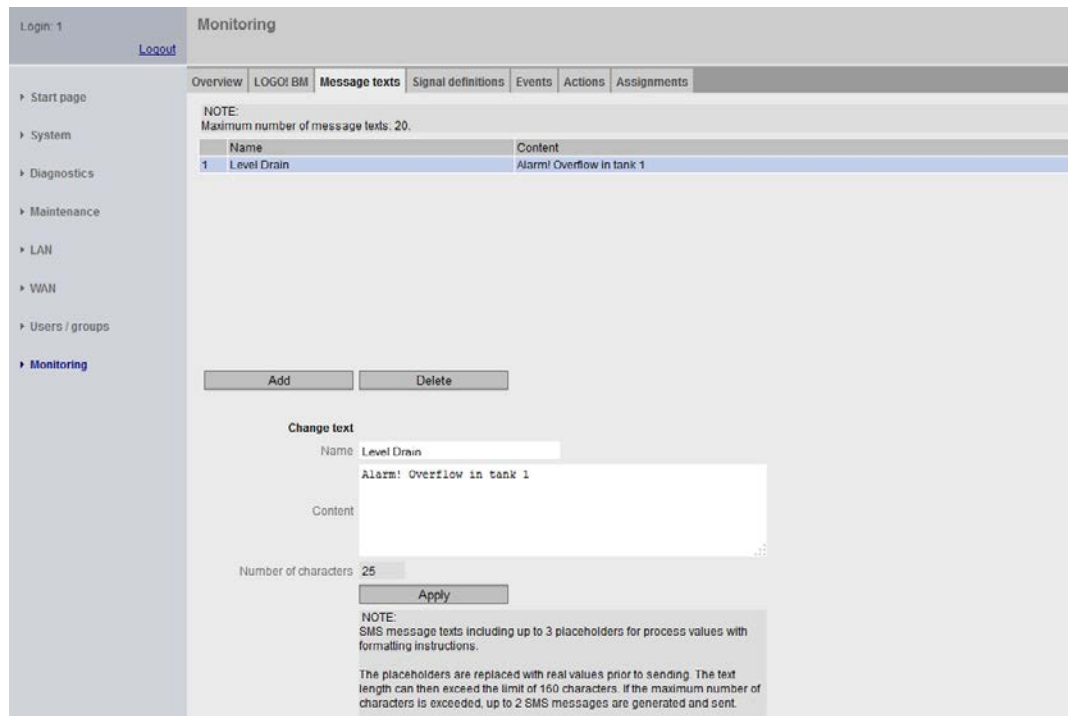 Login: 1
Logout
Monitoring
Overview LOGO! BM Message texts Signal definitions Events Actions Assignments
Start page
System
Diagnostics
Maintenance
LAN
WAN
Users / groups
Monitoring
NOTE:
Maximum number of message texts: 20.
Name Content
1 Level Drain Alarm! Overflow in tank 1
Add Delete
Change text
Name Level Drain
Content Alarm! Overflow in tank 1
Number of characters 25
Apply
NOTE:
SMS message texts including up to 3 placeholders for process values with
formatting instructions.
The placeholders are replaced with real values prior to sending. The text
length can then exceed the limit of 160 characters. If the maximum number of
characters is exceeded, up to 2 SMS messages are generated and sent.